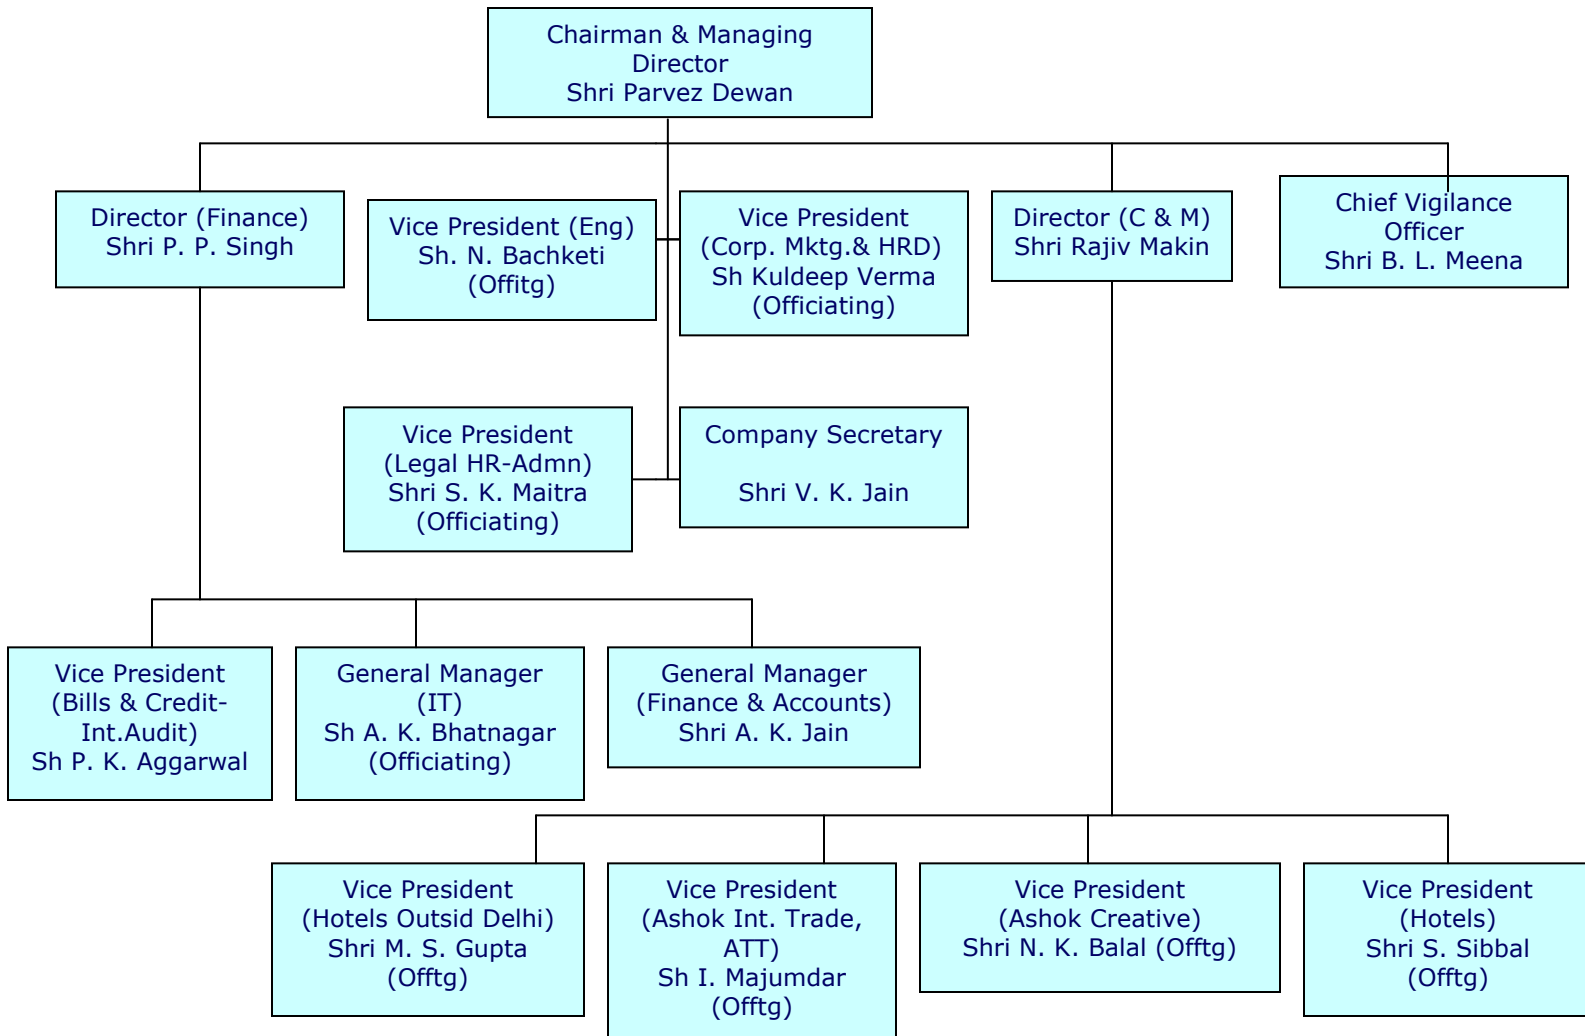 Chairman & Managing
Director
Shri Parvez Dewan
Director (Finance)
Shri P. P. Singh
Vice President (Eng)
Sh. N. Bachketi
(Offitg)
Vice President
(Corp. Mktg.& HRD)
Sh Kuldeep Verma
(Officiating)
Director (C & M)
Shri Rajiv Makin
Chief Vigilance
Officer
Shri B. L. Meena
Vice President
(Legal HR-Admn)
Shri S. K. Maitra
(Officiating)
Company Secretary
Shri V. K. Jain
Vice President
(Bills & Credit-
Int.Audit)
Sh P. K. Aggarwal
General Manager
(IT)
Sh A. K. Bhatnagar
(Officiating)
General Manager
(Finance & Accounts)
Shri A. K. Jain
Vice President
(Hotels Outsid Delhi)
Shri M. S. Gupta
(Offtg)
Vice President
(Ashok Int. Trade,
ATT)
Sh I. Majumdar
(Offtg)
Vice President
(Ashok Creative)
Shri N. K. Balal (Offtg)
Vice President
(Hotels)
Shri S. Sibbal
(Offtg)